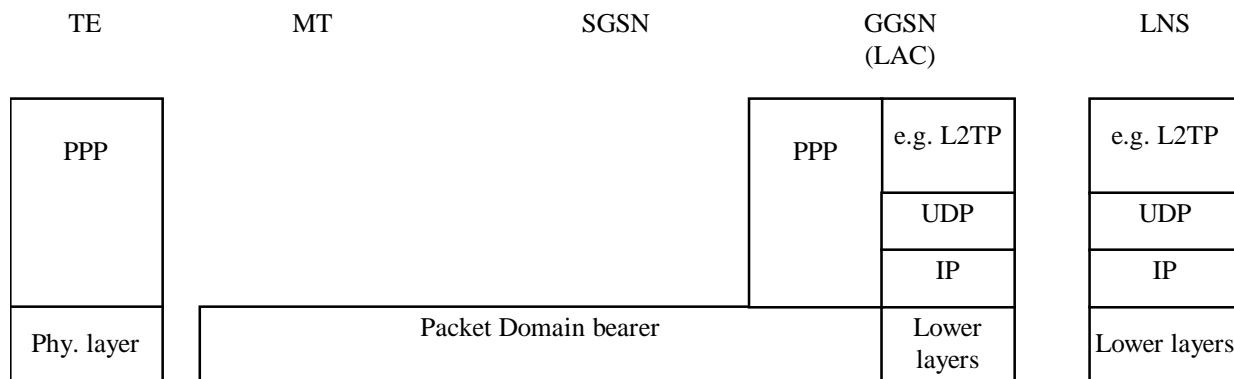 TE MT SGSN GGSN LNS
(LAC)
PPP PPP e.g. L2TP e.g. L2TP
UDP UDP
IP IP
Phy. layer Packet Domain bearer Lower Lower layers
layers